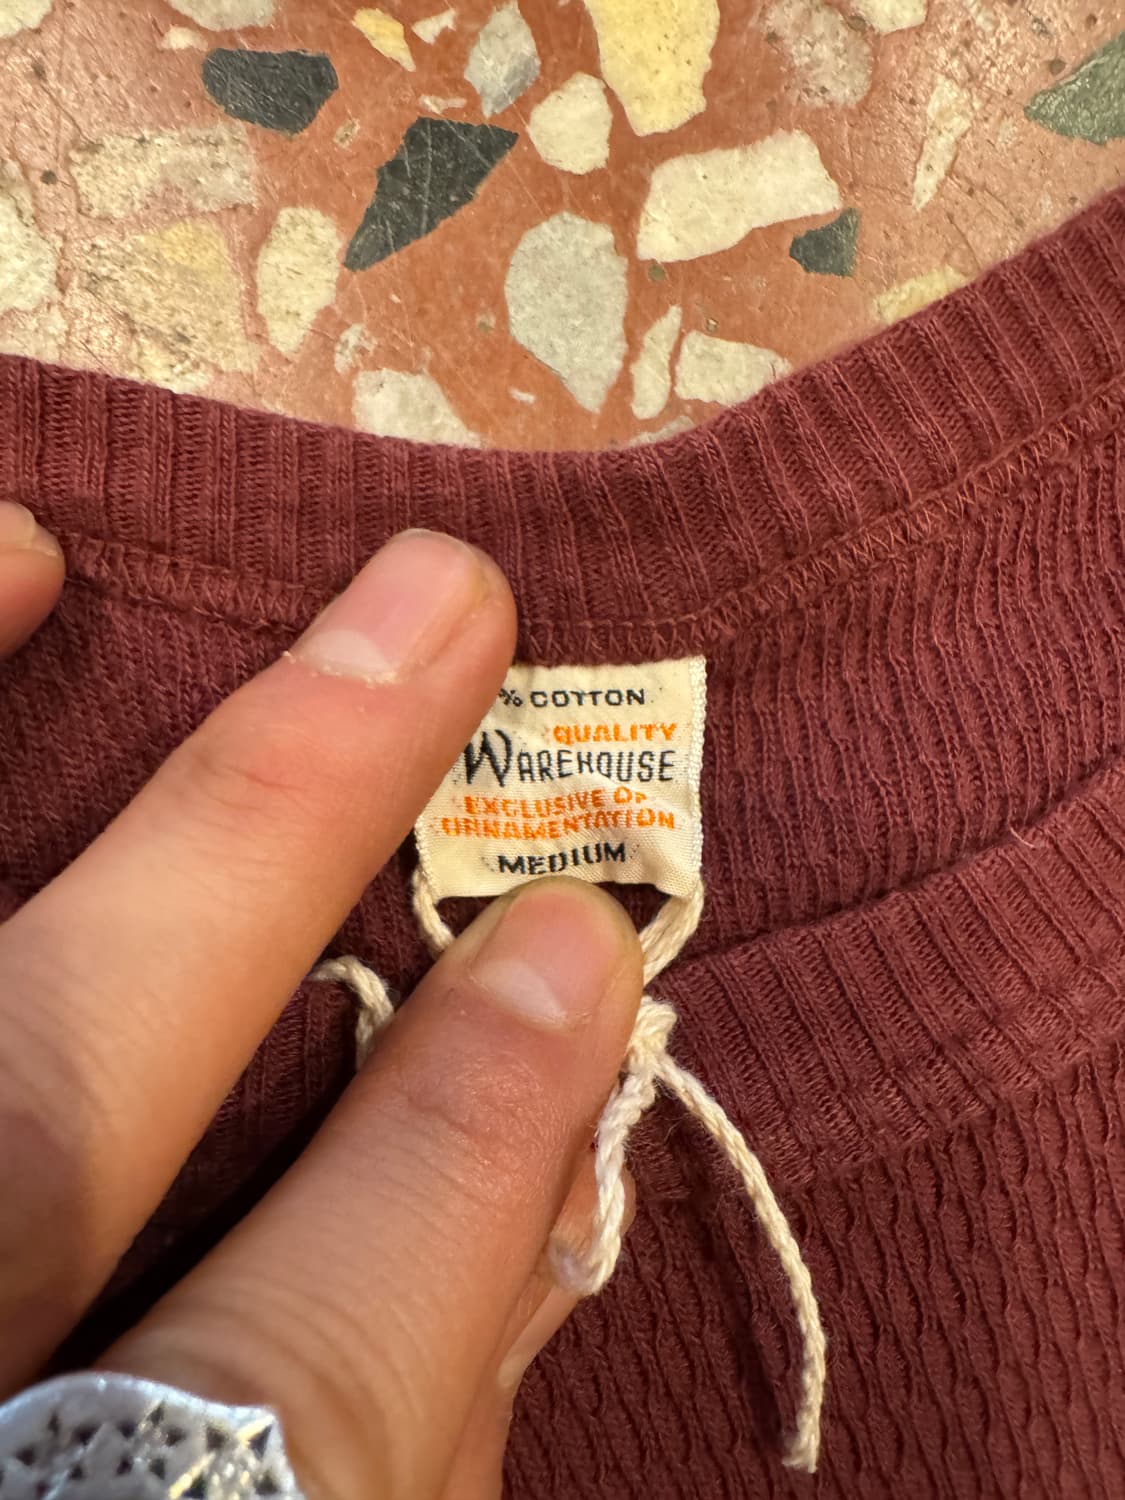 % COTTON
QUALITY
WAREHOUSE
EXCLUSIVE OF
ORNAMENTATION
MEDIUM